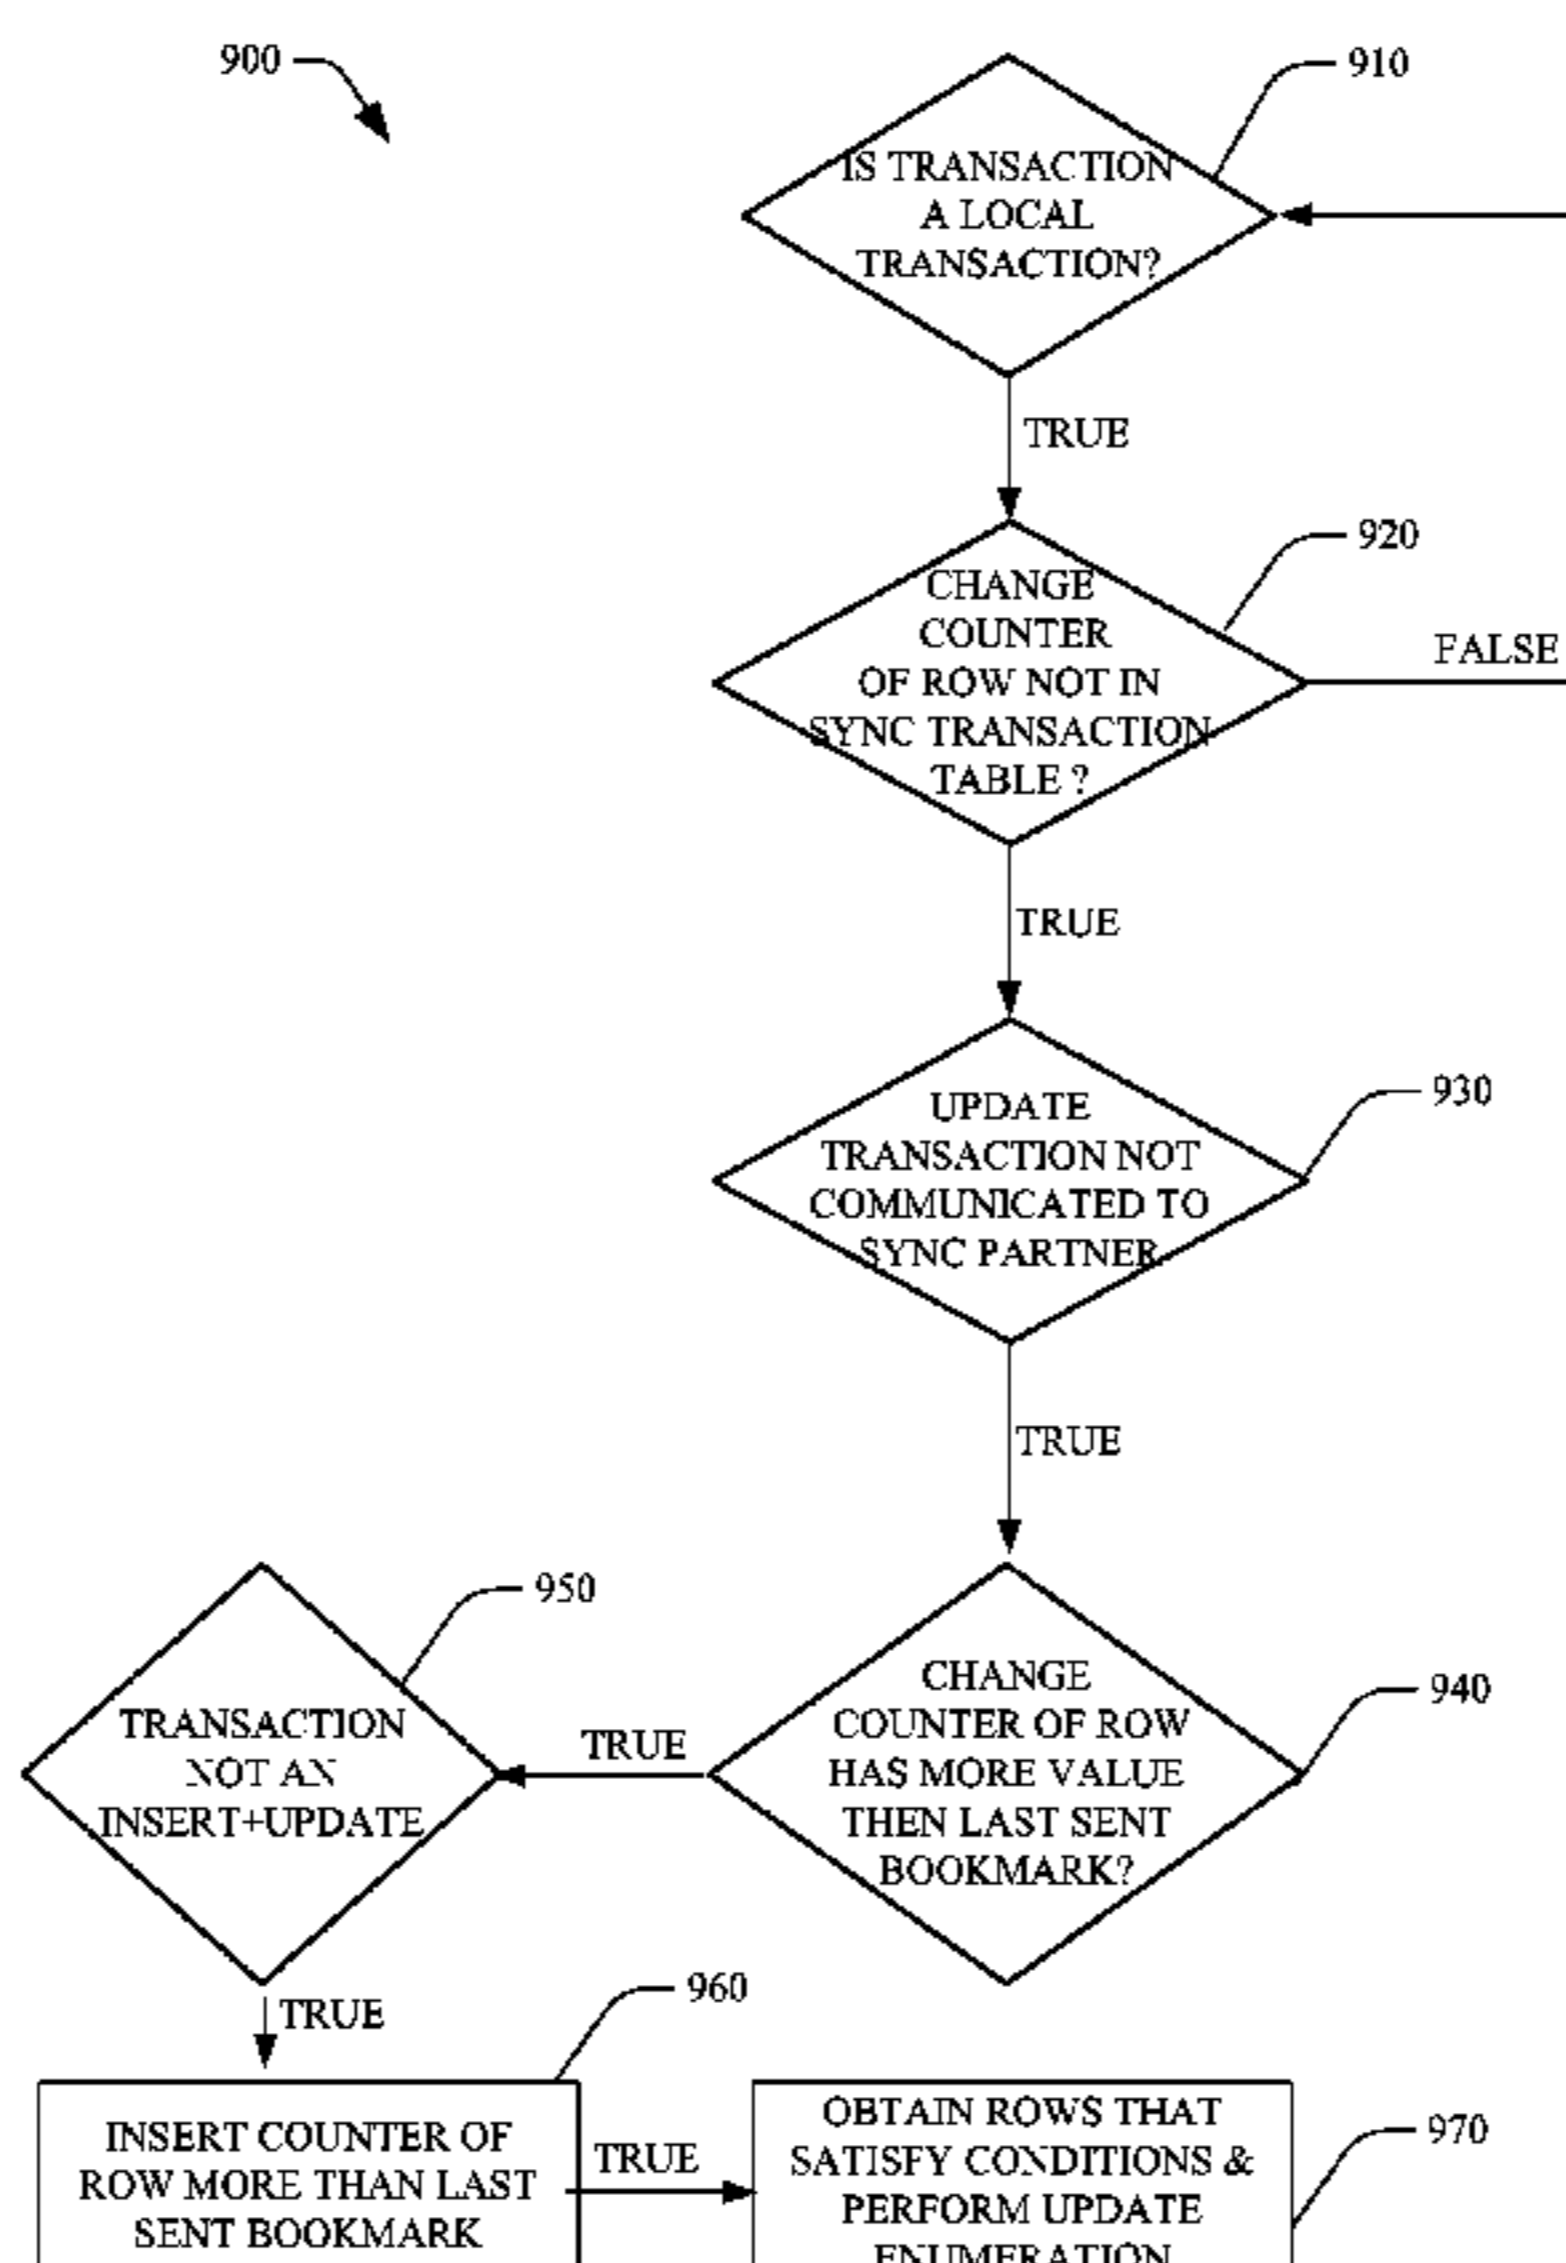 900
910
IS TRANSACTION
A LOCAL
TRANSACTION?
TRUE
920
CHANGE
COUNTER
OF ROW NOT IN
SYNC TRANSACTION
TABLE ?
FALSE
TRUE
930
UPDATE
TRANSACTION NOT
COMMUNICATED TO
SYNC PARTNER
TRUE
940
CHANGE
COUNTER OF ROW
HAS MORE VALUE
THEN LAST SENT
BOOKMARK?
TRUE
950
TRANSACTION
NOT AN
INSERT+UPDATE
TRUE
960
INSERT COUNTER OF
ROW MORE THAN LAST
SENT BOOKMARK
TRUE
970
OBTAIN ROWS THAT
SATISFY CONDITIONS &
PERFORM UPDATE
ENUMERATION